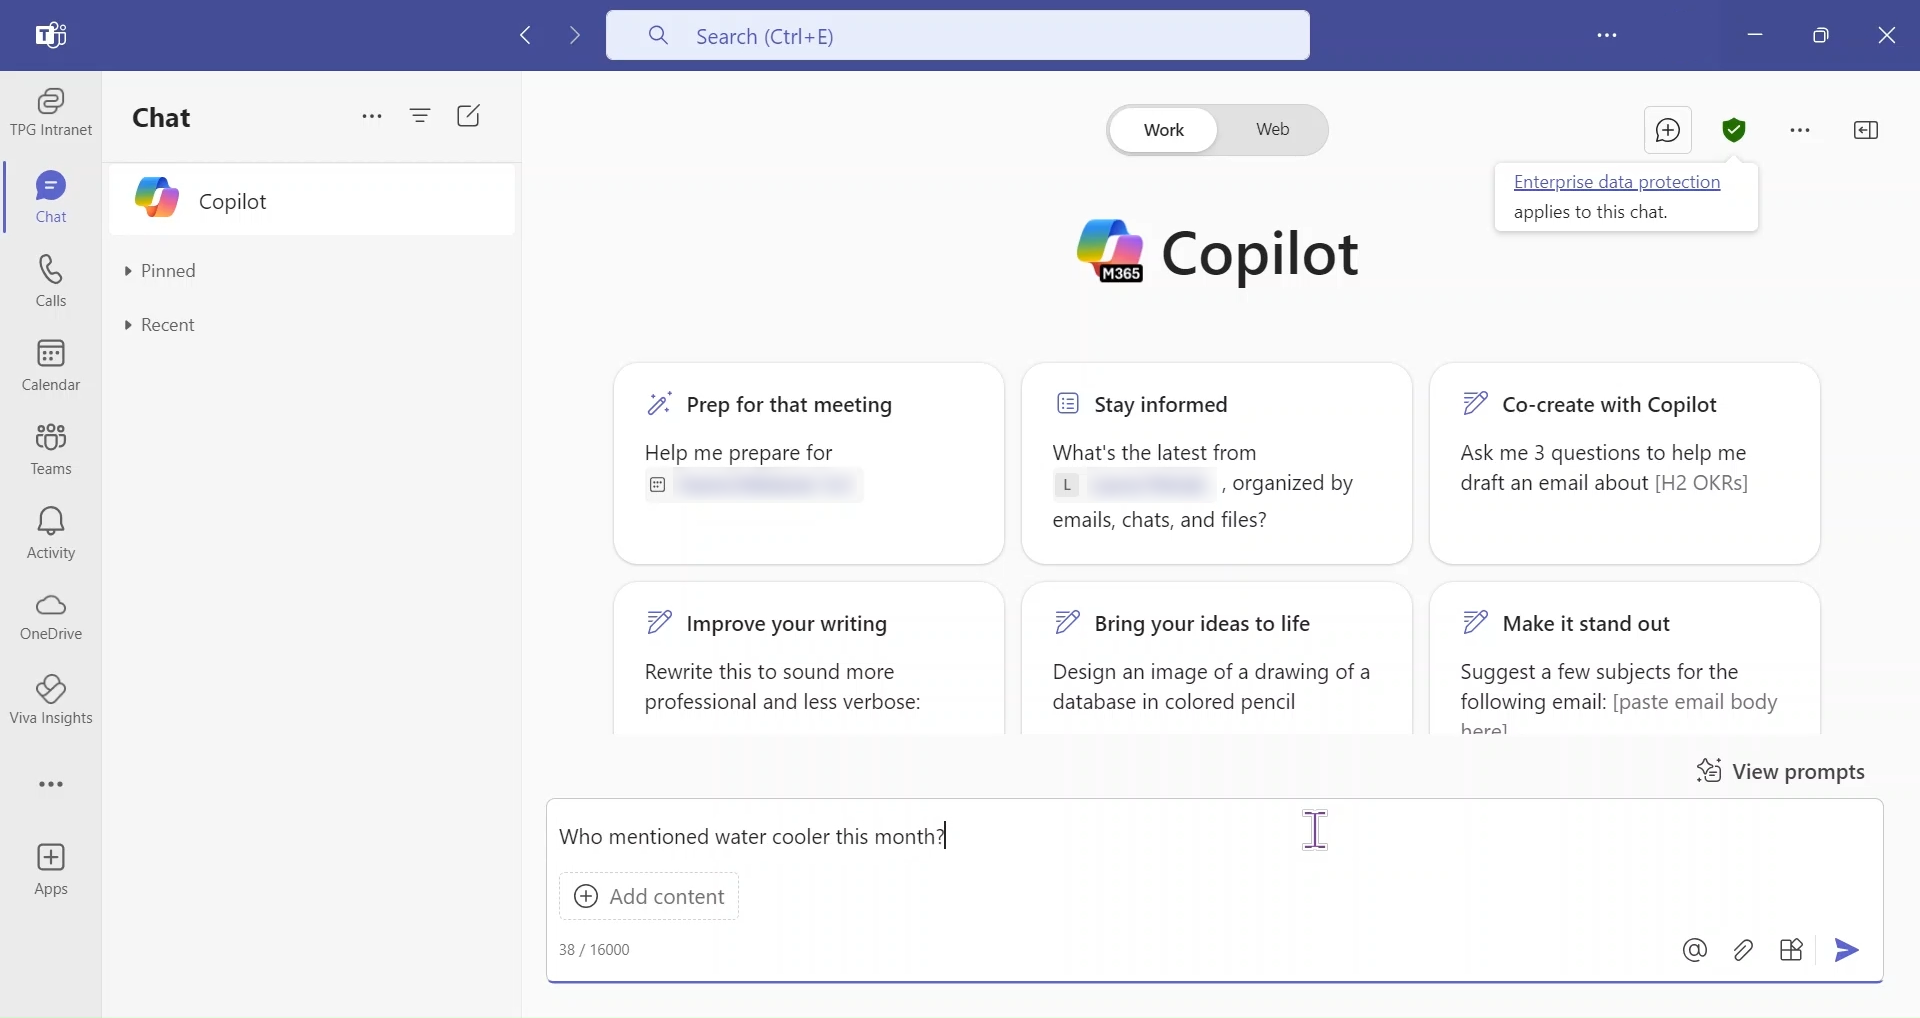 Search (Ctrl+E)
TPG Intranet
Chat
Calls
Calendar
Teams
Activity
OneDrive
Viva Insights
Apps
Chat
Copilot
Pinned
Recent
Work
Web
Enterprise data protection
applies to this chat.
M365
Copilot
Prep for that meeting
Help me prepare for
Stay informed
What's the latest from
L , organized by
emails, chats, and files?
Co-create with Copilot
Ask me 3 questions to help me
draft an email about [H2 OKRs]
Improve your writing
Rewrite this to sound more
professional and less verbose:
Bring your ideas to life
Design an image of a drawing of a
database in colored pencil
Make it stand out
Suggest a few subjects for the
following email: [paste email body
here]
View prompts
Who mentioned water cooler this month?
Add content
38 / 16000